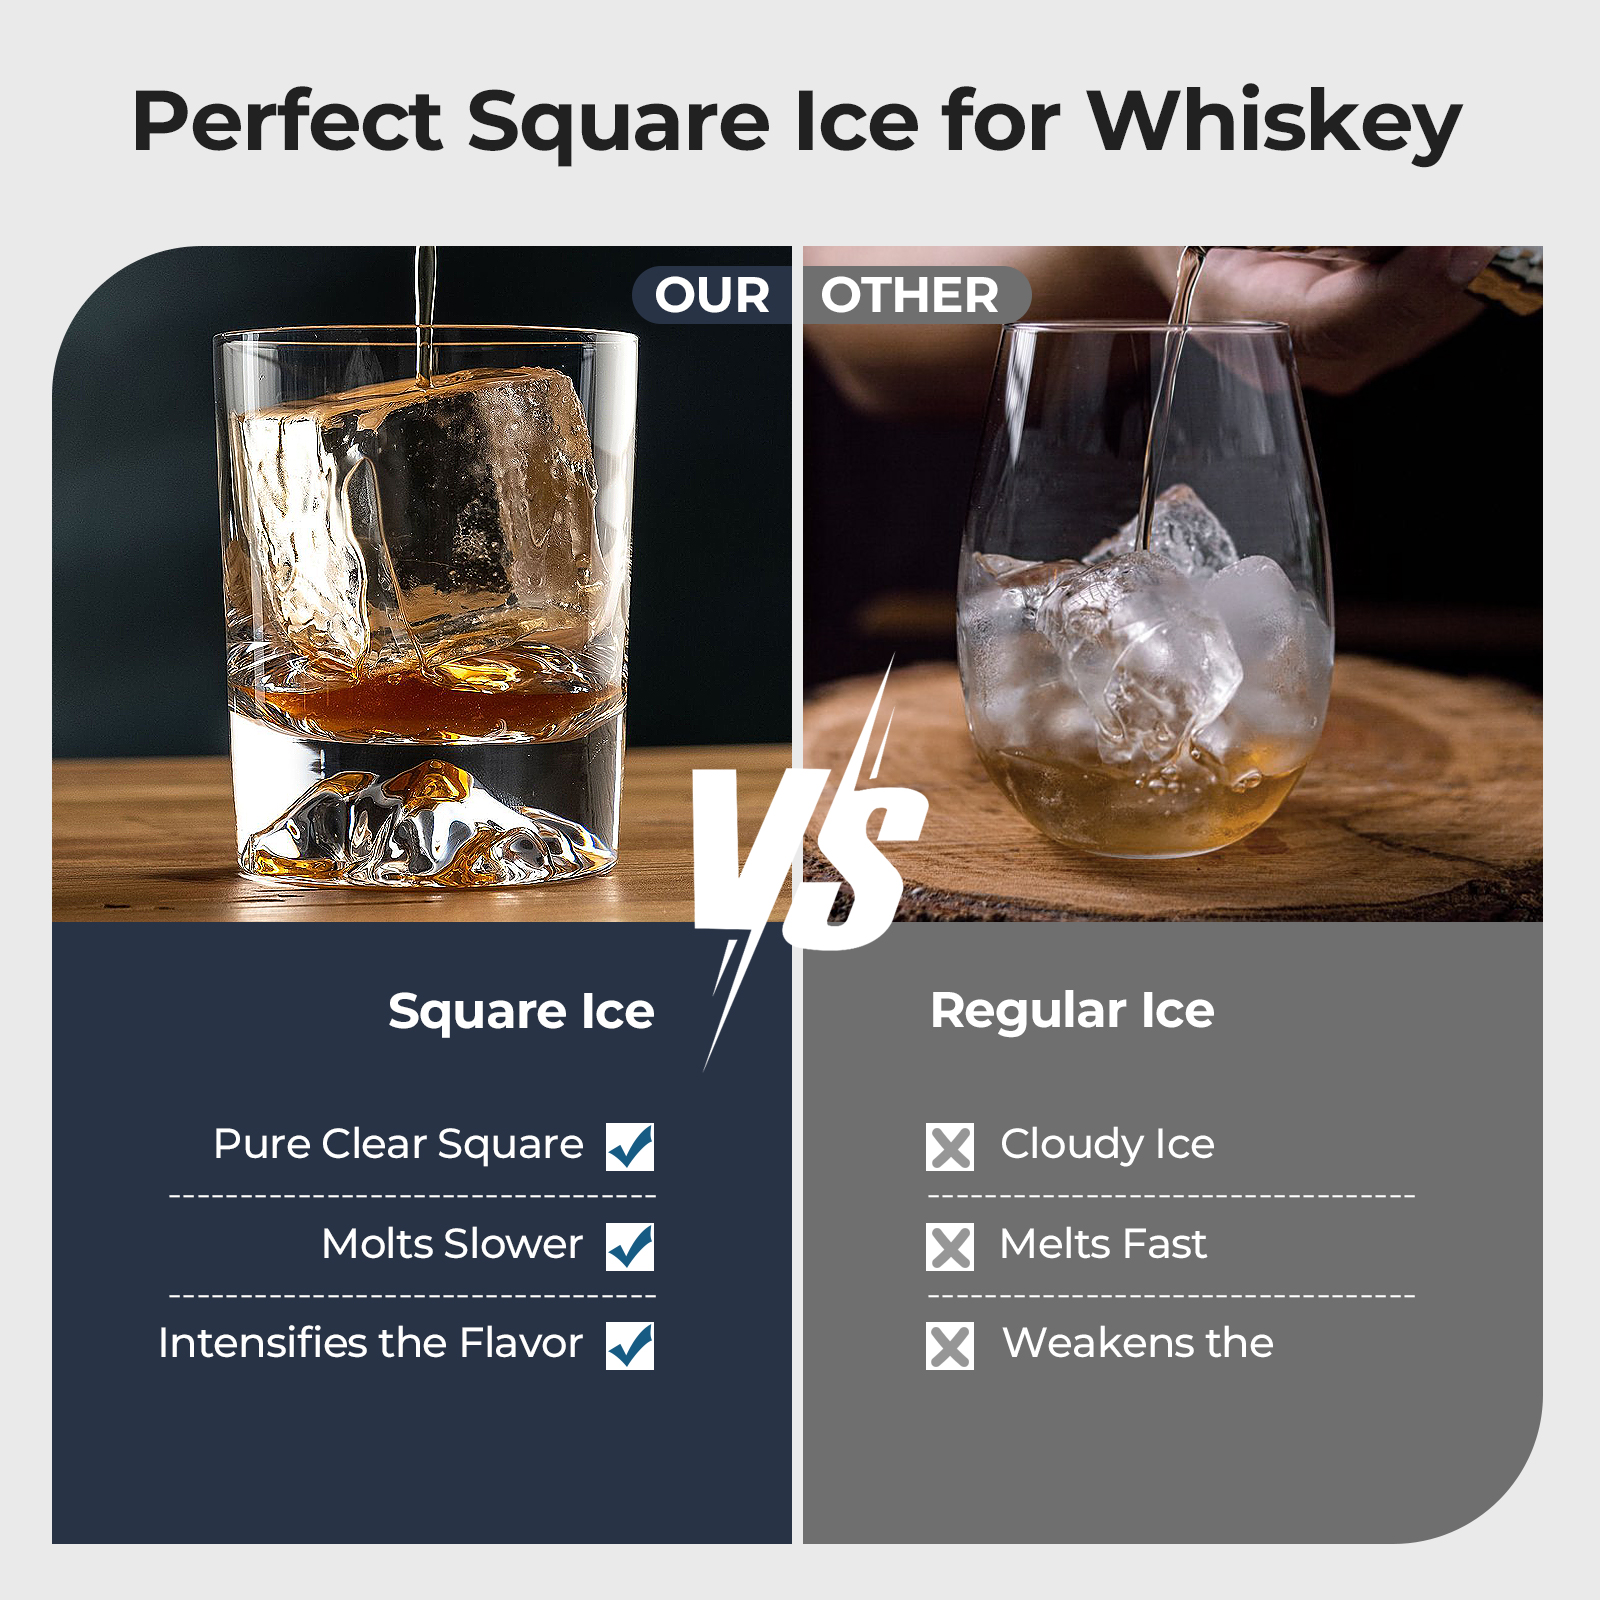 Perfect Square Ice for Whiskey
OUR
OTHER
VS
Square Ice
Pure Clear Square
Molts Slower
Intensifies the Flavor
Regular Ice
Cloudy Ice
Melts Fast
Weakens the